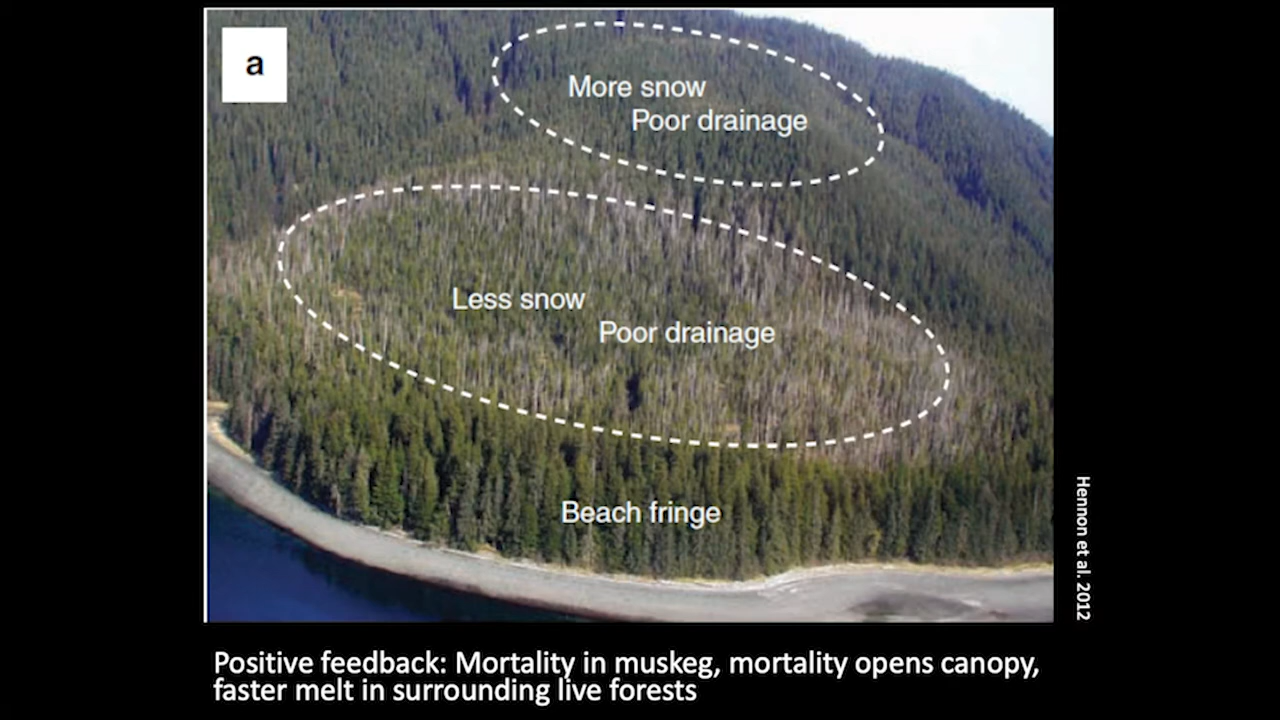 a
More snow
Poor drainage
Less snow
Poor drainage
Beach fringe
Hennon et al. 2012
Positive feedback: Mortality in muskeg, mortality opens canopy,
faster melt in surrounding live forests